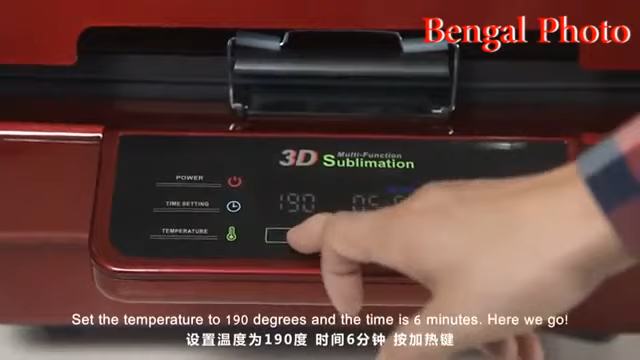 Bengal Photo
3D Multi-Function
Sublimation
POWER
TIME SETTING
190
TEMPERATURE
Set the temperature to 190 degrees and the time is 6 minutes. Here we go!
设置温度为190度 时间6分钟 按加热键